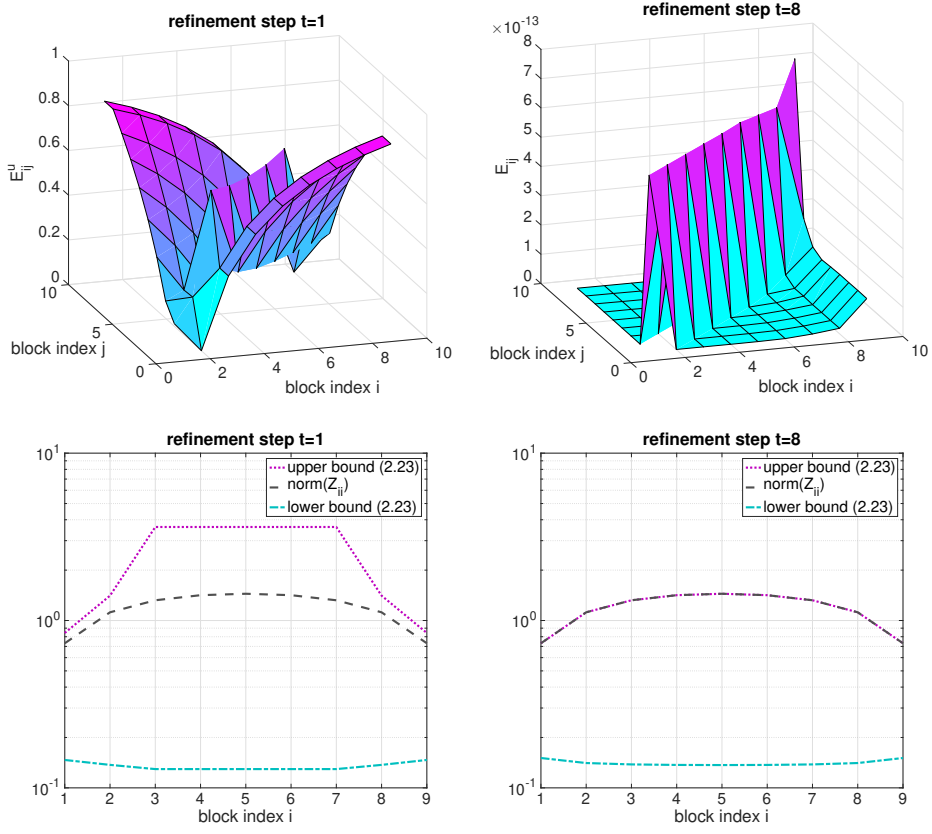 refinement step t=1
1
0.8
0.6
0.4
0.2
0
E^u_ij
10
5
0
block index j
0
2
4
6
8
10
block index i
refinement step t=8
×10^-13
8
7
6
5
4
3
2
1
0
E_ij
10
5
0
block index j
0
2
4
6
8
10
block index i
refinement step t=1
10^1
10^0
10^-1
upper bound (2.23)
norm(Z_ii)
lower bound (2.23)
1 2 3 4 5 6 7 8 9
block index i
refinement step t=8
10^1
10^0
10^-1
upper bound (2.23)
norm(Z_ii)
lower bound (2.23)
1 2 3 4 5 6 7 8 9
block index i